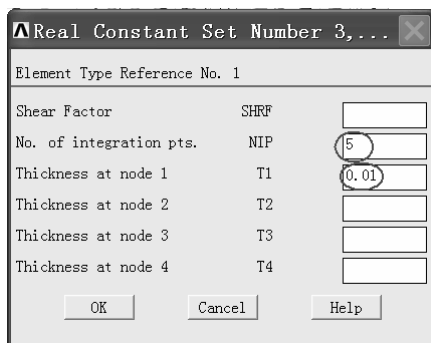 Real Constant Set Number 3,...
Element Type Reference No. 1
Shear Factor SHRF
No. of integration pts. NIP 5
Thickness at node 1 T1 0.01
Thickness at node 2 T2
Thickness at node 3 T3
Thickness at node 4 T4
OK Cancel Help